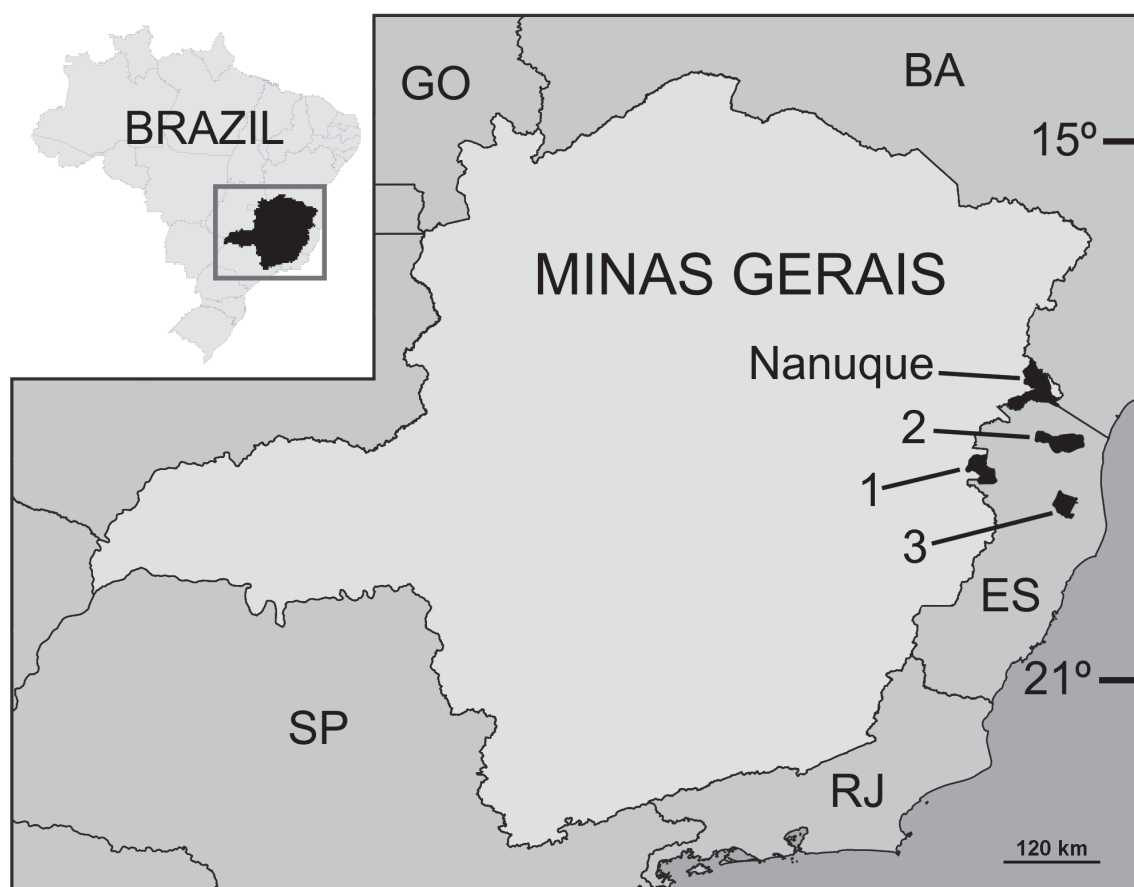 GO
BA
BRAZIL
15º
MINAS GERAIS
Nanuque
2
1
3
ES
21º
SP
RJ
120 km